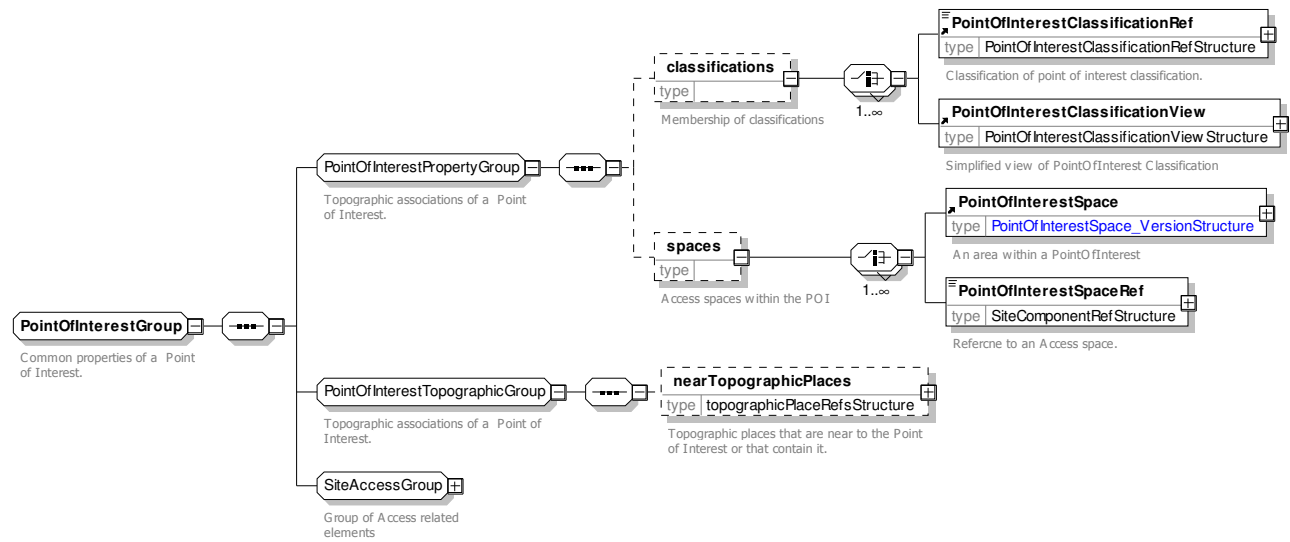 PointOfInterestClassificationRef
type PointOfInterestClassificationRefStructure
Classification of point of interest classification.
classifications
type
Membership of classifications
1..∞
PointOfInterestClassificationView
type PointOfInterestClassificationViewStructure
Simplified view of PointOfInterest Classification
PointOfInterestPropertyGroup
Topographic associations of a Point
of Interest.
PointOfInterestSpace
type PointOfInterestSpace_VersionStructure
An area within a PointOfInterest
spaces
type
Access spaces within the POI
1..∞
PointOfInterestSpaceRef
type SiteComponentRefStructure
Refercne to an Access space.
PointOfInterestGroup
Common properties of a Point
of Interest.
PointOfInterestTopographicGroup
Topographic associations of a Point of
Interest.
nearTopographicPlaces
type topographicPlaceRefsStructure
Topographic places that are near to the Point
of Interest or that contain it.
SiteAccessGroup
Group of Access related
elements